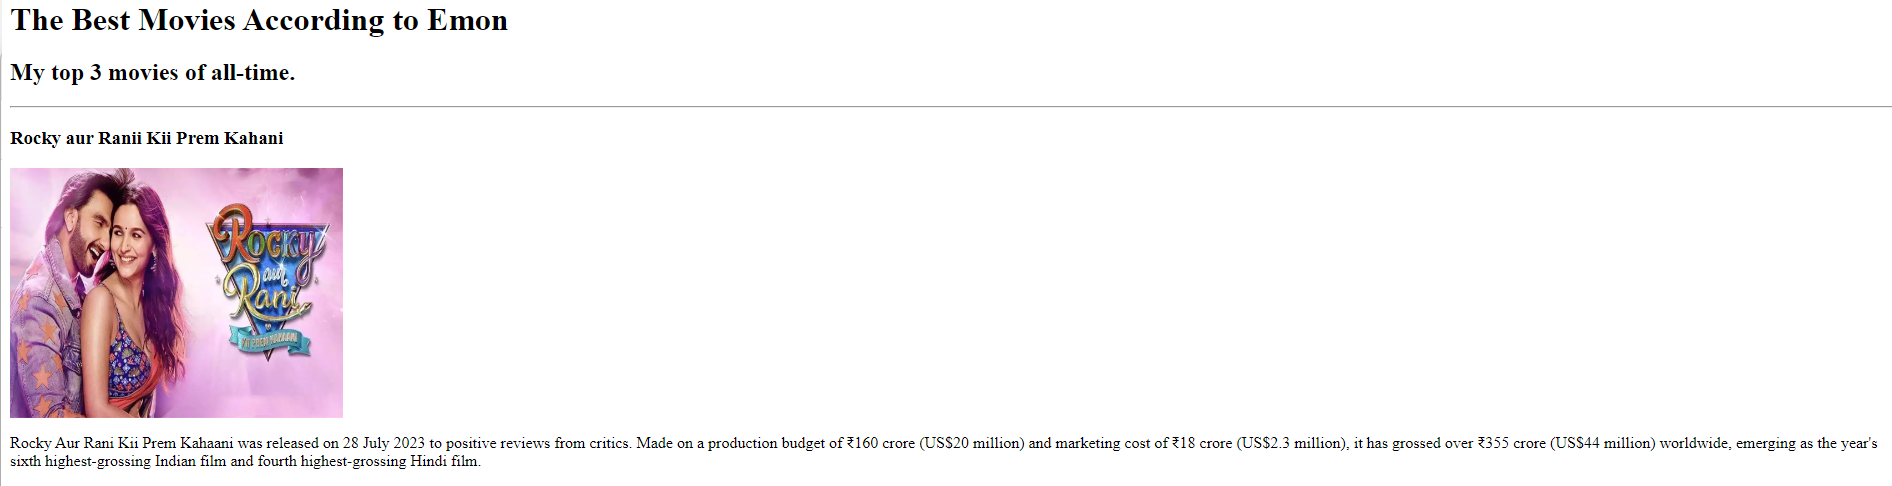 The Best Movies According to Emon
My top 3 movies of all-time.
Rocky aur Ranii Kii Prem Kahani
Rocky
aur
Rani
KII PREM KAHAANI
Rocky Aur Rani Kii Prem Kahaani was released on 28 July 2023 to positive reviews from critics. Made on a production budget of ₹160 crore (US$20 million) and marketing cost of ₹18 crore (US$2.3 million), it has grossed over ₹355 crore (US$44 million) worldwide, emerging as the year's
sixth highest-grossing Indian film and fourth highest-grossing Hindi film.